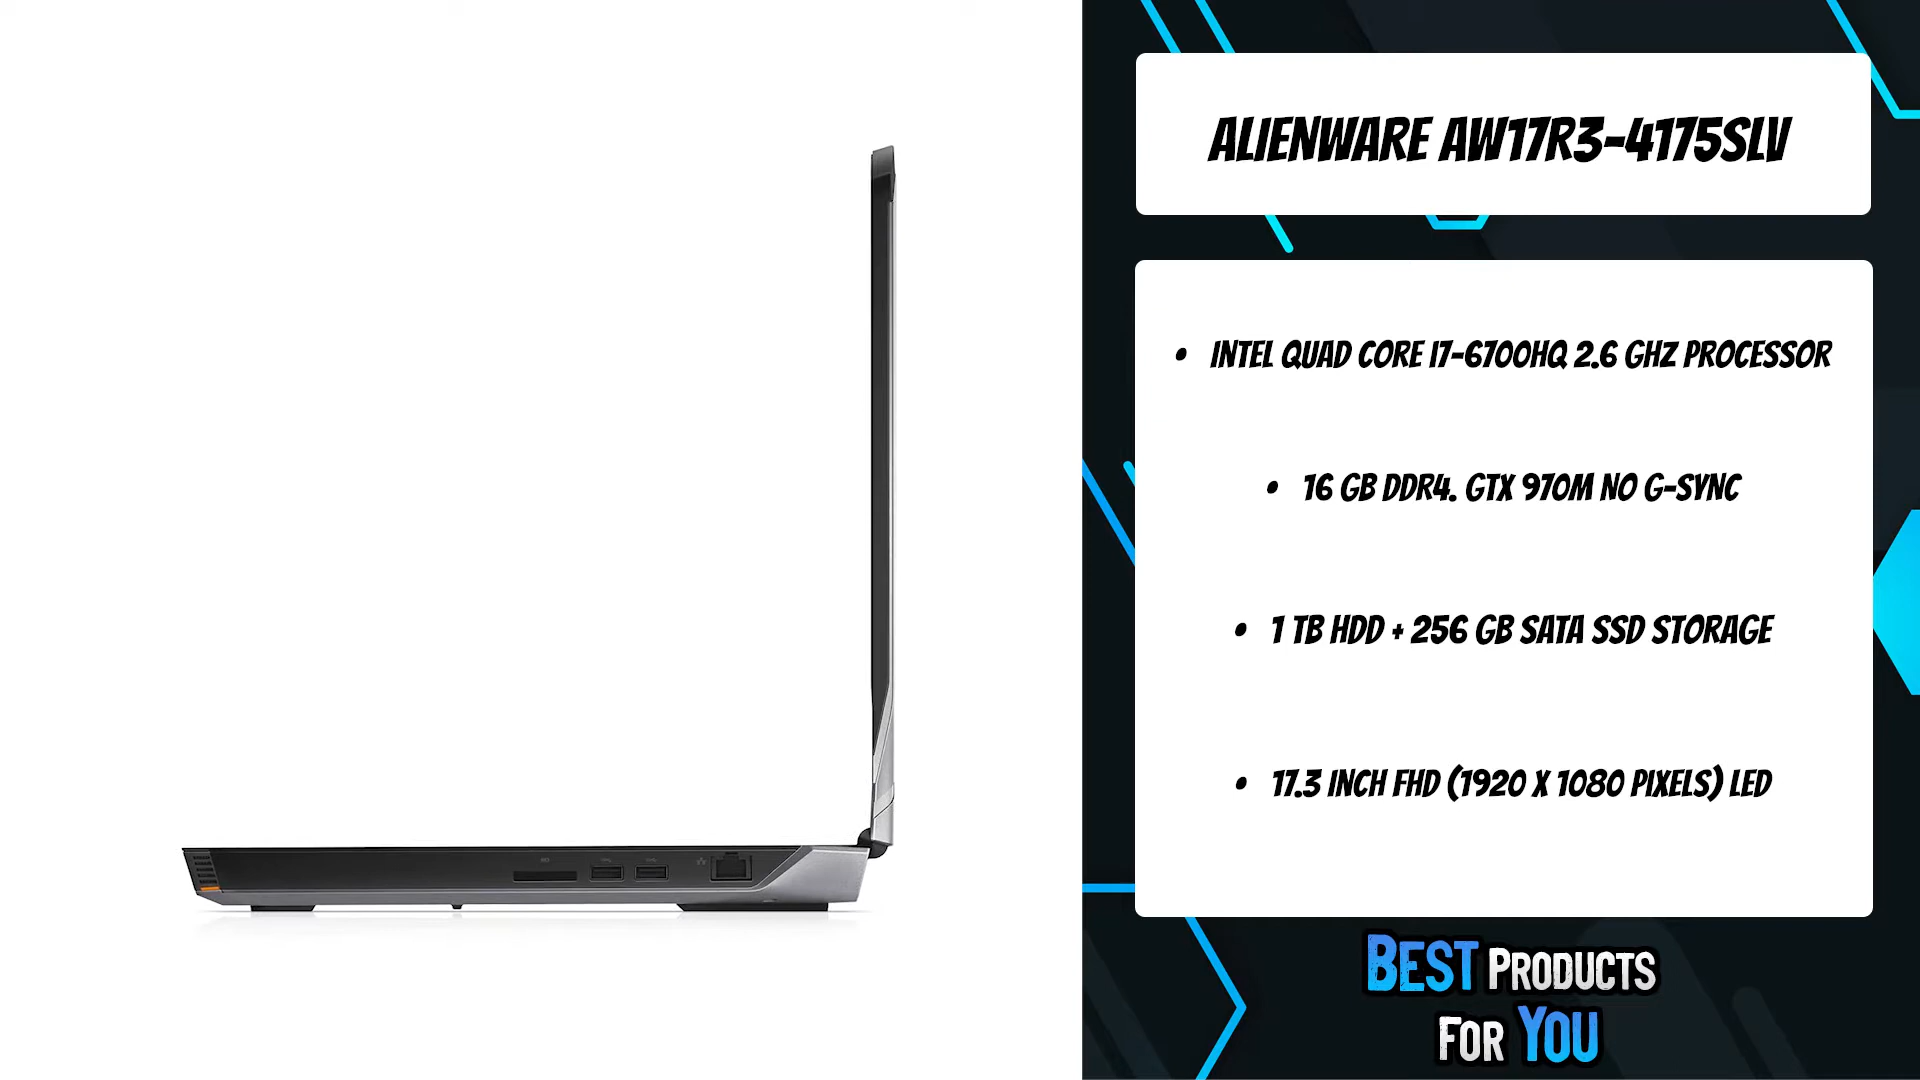 ALIENWARE AW17R3-4175SLV
• INTEL QUAD CORE I7-6700HQ 2.6 GHZ PROCESSOR
• 16 GB DDR4. GTX 970M NO G-SYNC
• 1 TB HDD + 256 GB SATA SSD STORAGE
• 17.3 INCH FHD (1920 X 1080 PIXELS) LED
BEST PRODUCTS
FOR YOU